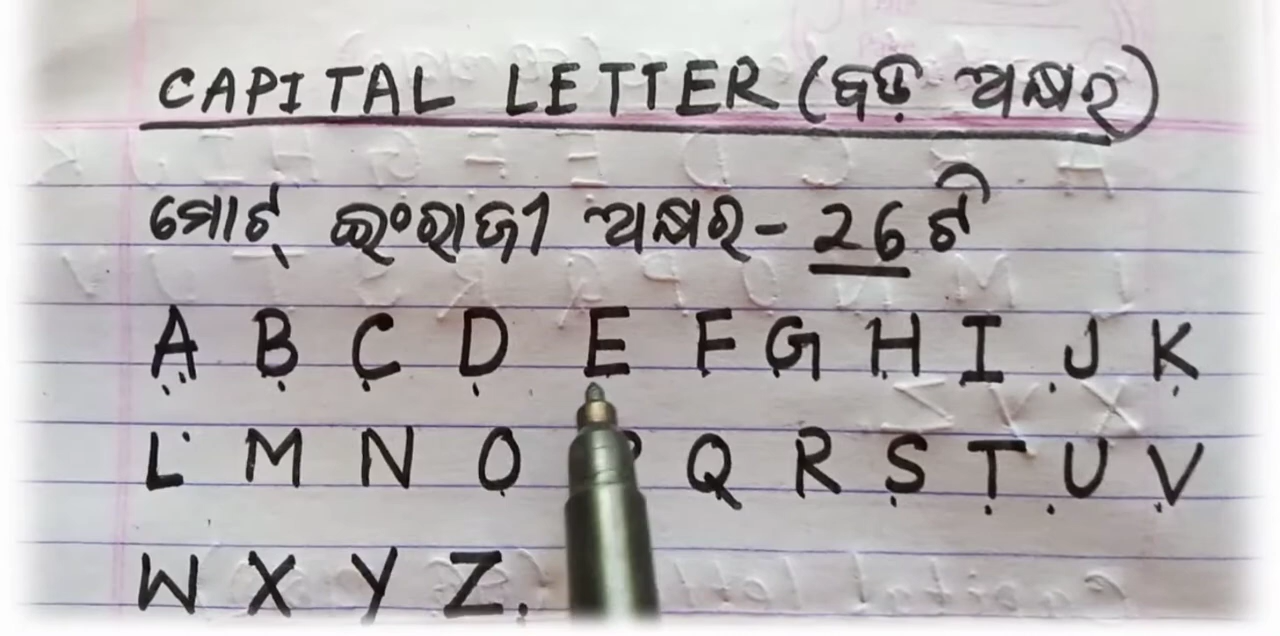 CAPITAL LETTER (ବଡ଼ ଅକ୍ଷର)
ମୋଟ୍ ଇଂରାଜୀ ଅକ୍ଷର- 26ଟି
A B C D E F G H I J K
L M N O P Q R S T U V
W X Y Z.